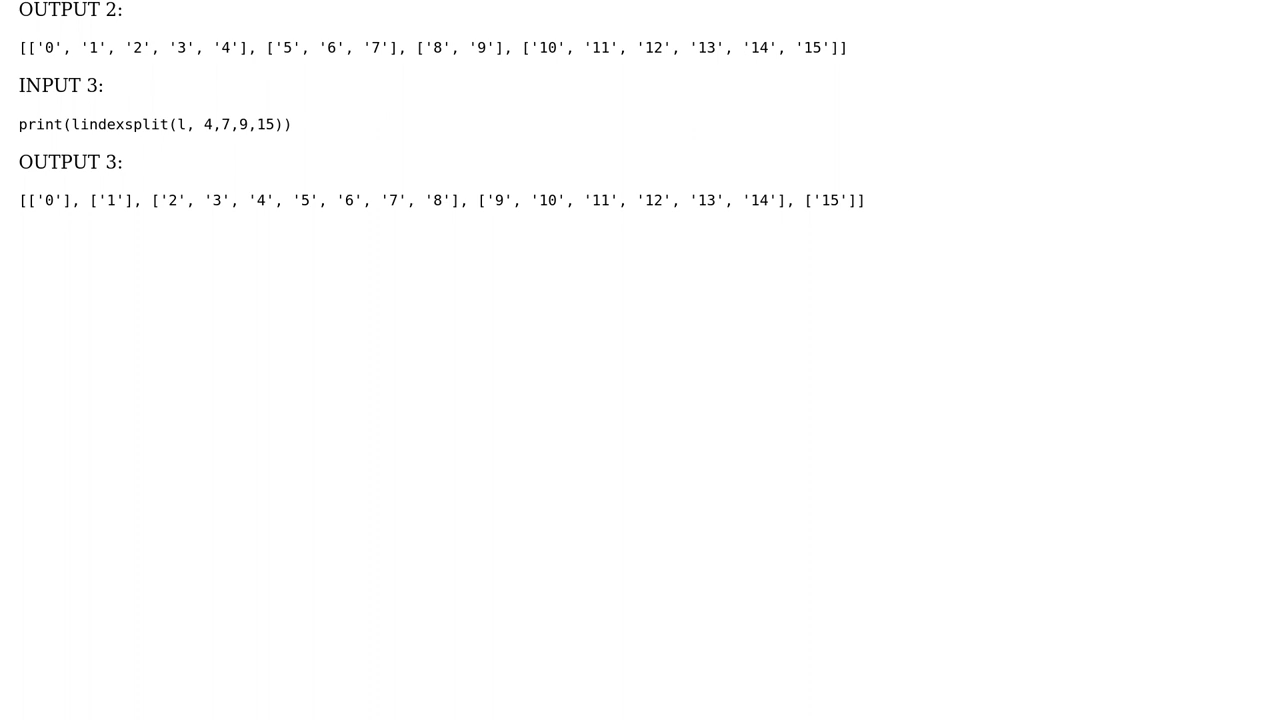 OUTPUT 2:
[['0', '1', '2', '3', '4'], ['5', '6', '7'], ['8', '9'], ['10', '11', '12', '13', '14', '15']]
INPUT 3:
print(lindexsplit(l, 4,7,9,15))
OUTPUT 3:
[['0'], ['1'], ['2', '3', '4', '5', '6', '7', '8'], ['9', '10', '11', '12', '13', '14'], ['15']]